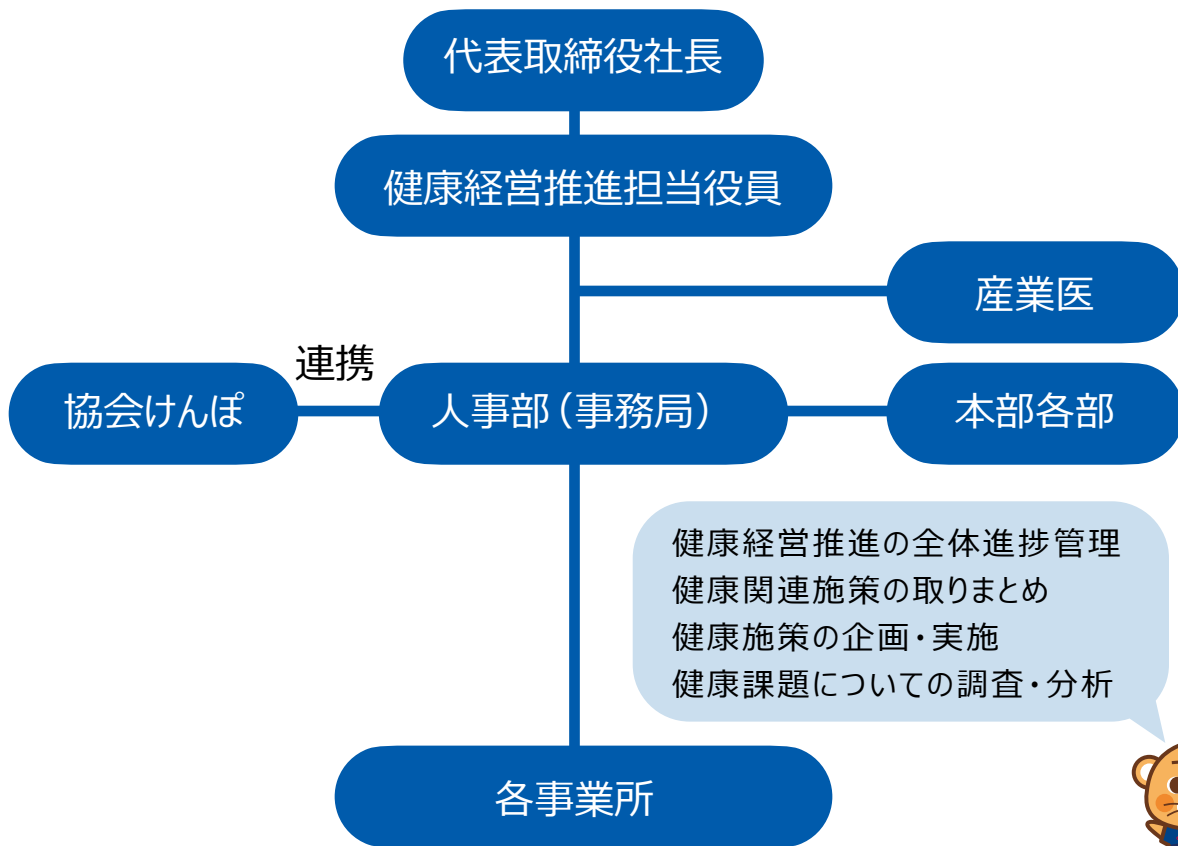 代表取締役社長
健康経営推進担当役員
産業医
連携
協会けんぽ
人事部（事務局）
本部各部
健康経営推進の全体進捗管理
健康関連施策の取りまとめ
健康施策の企画・実施
健康課題についての調査・分析
各事業所